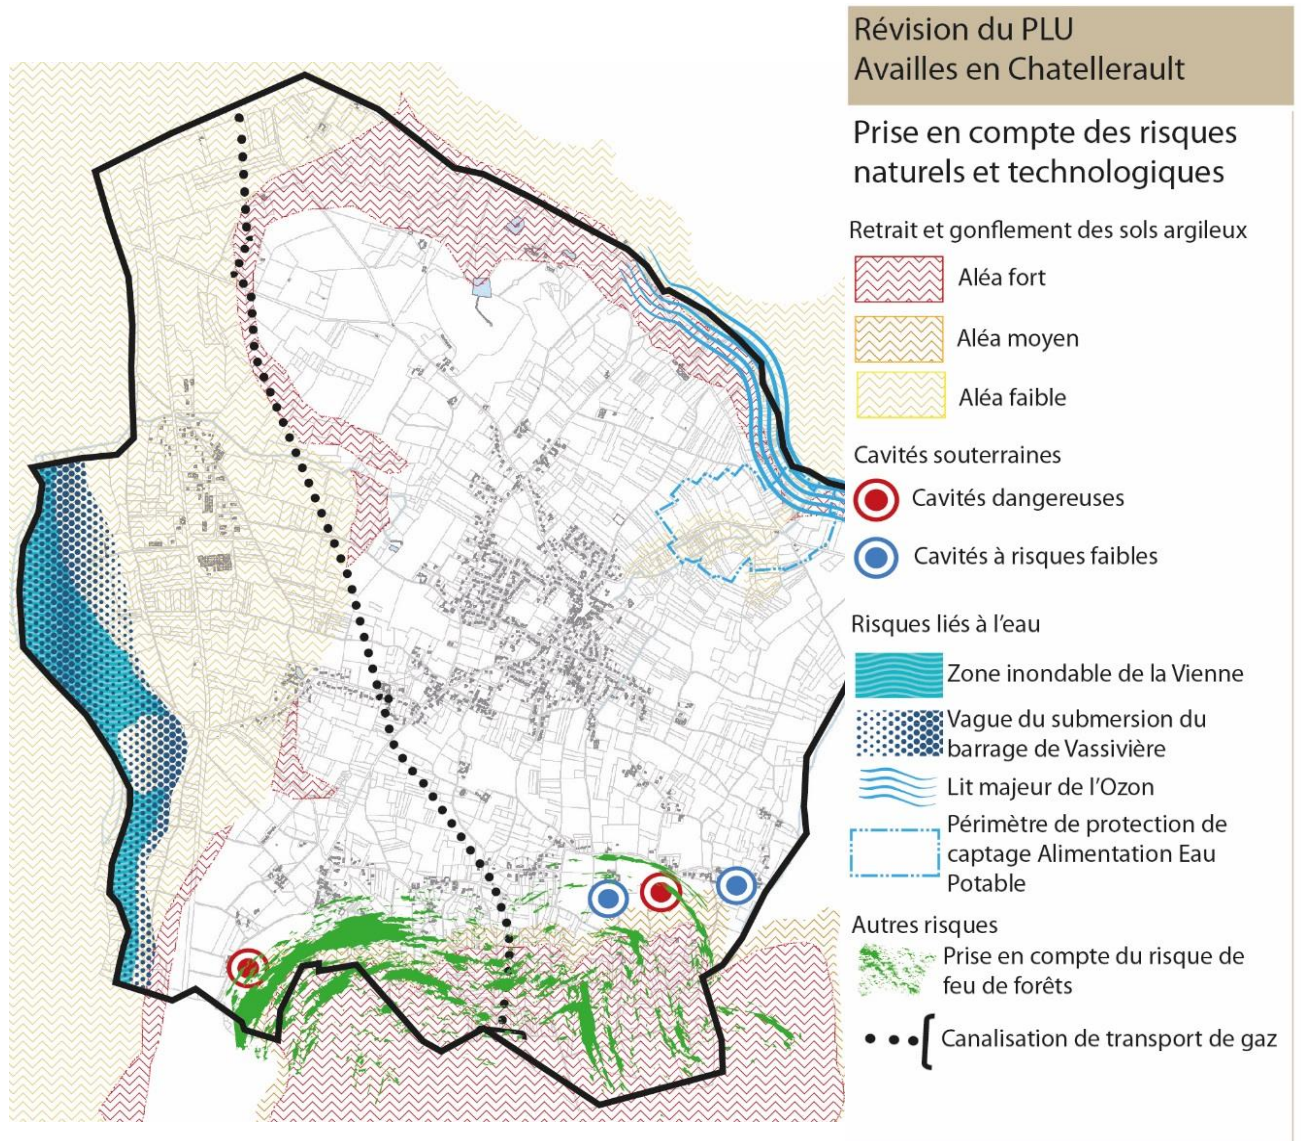 Révision du PLU
Availles en Chatellerault
Prise en compte des risques
naturels et technologiques
Retrait et gonflement des sols argileux
Aléa fort
Aléa moyen
Aléa faible
Cavités souterraines
Cavités dangereuses
Cavités à risques faibles
Risques liés à l'eau
Zone inondable de la Vienne
Vague du submersion du
barrage de Vassivière
Lit majeur de l'Ozon
Périmètre de protection de
captage Alimentation Eau
Potable
Autres risques
Prise en compte du risque de
feu de forêts
Canalisation de transport de gaz